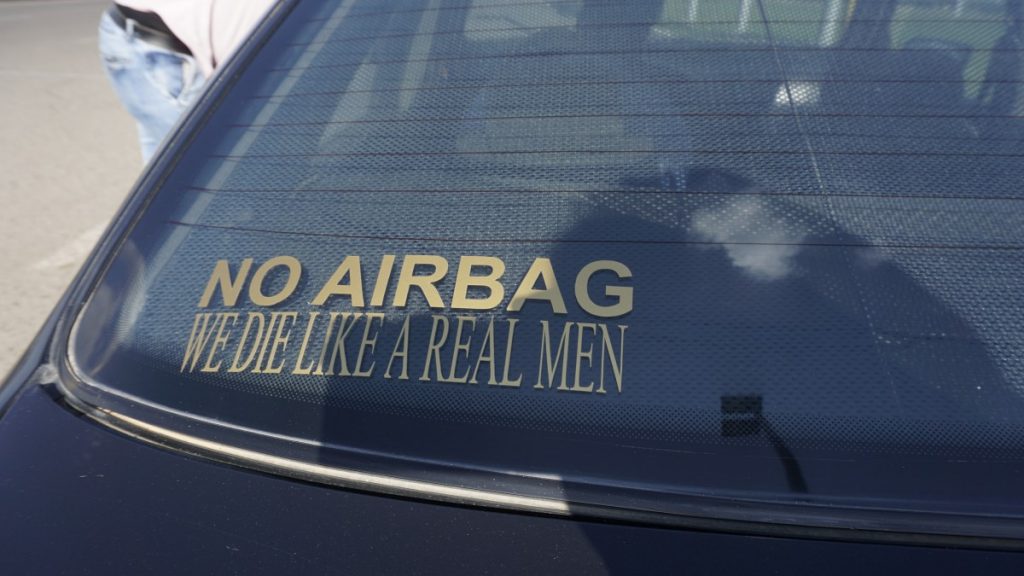 NO AIRBAG
WE DIE LIKE A REAL MEN